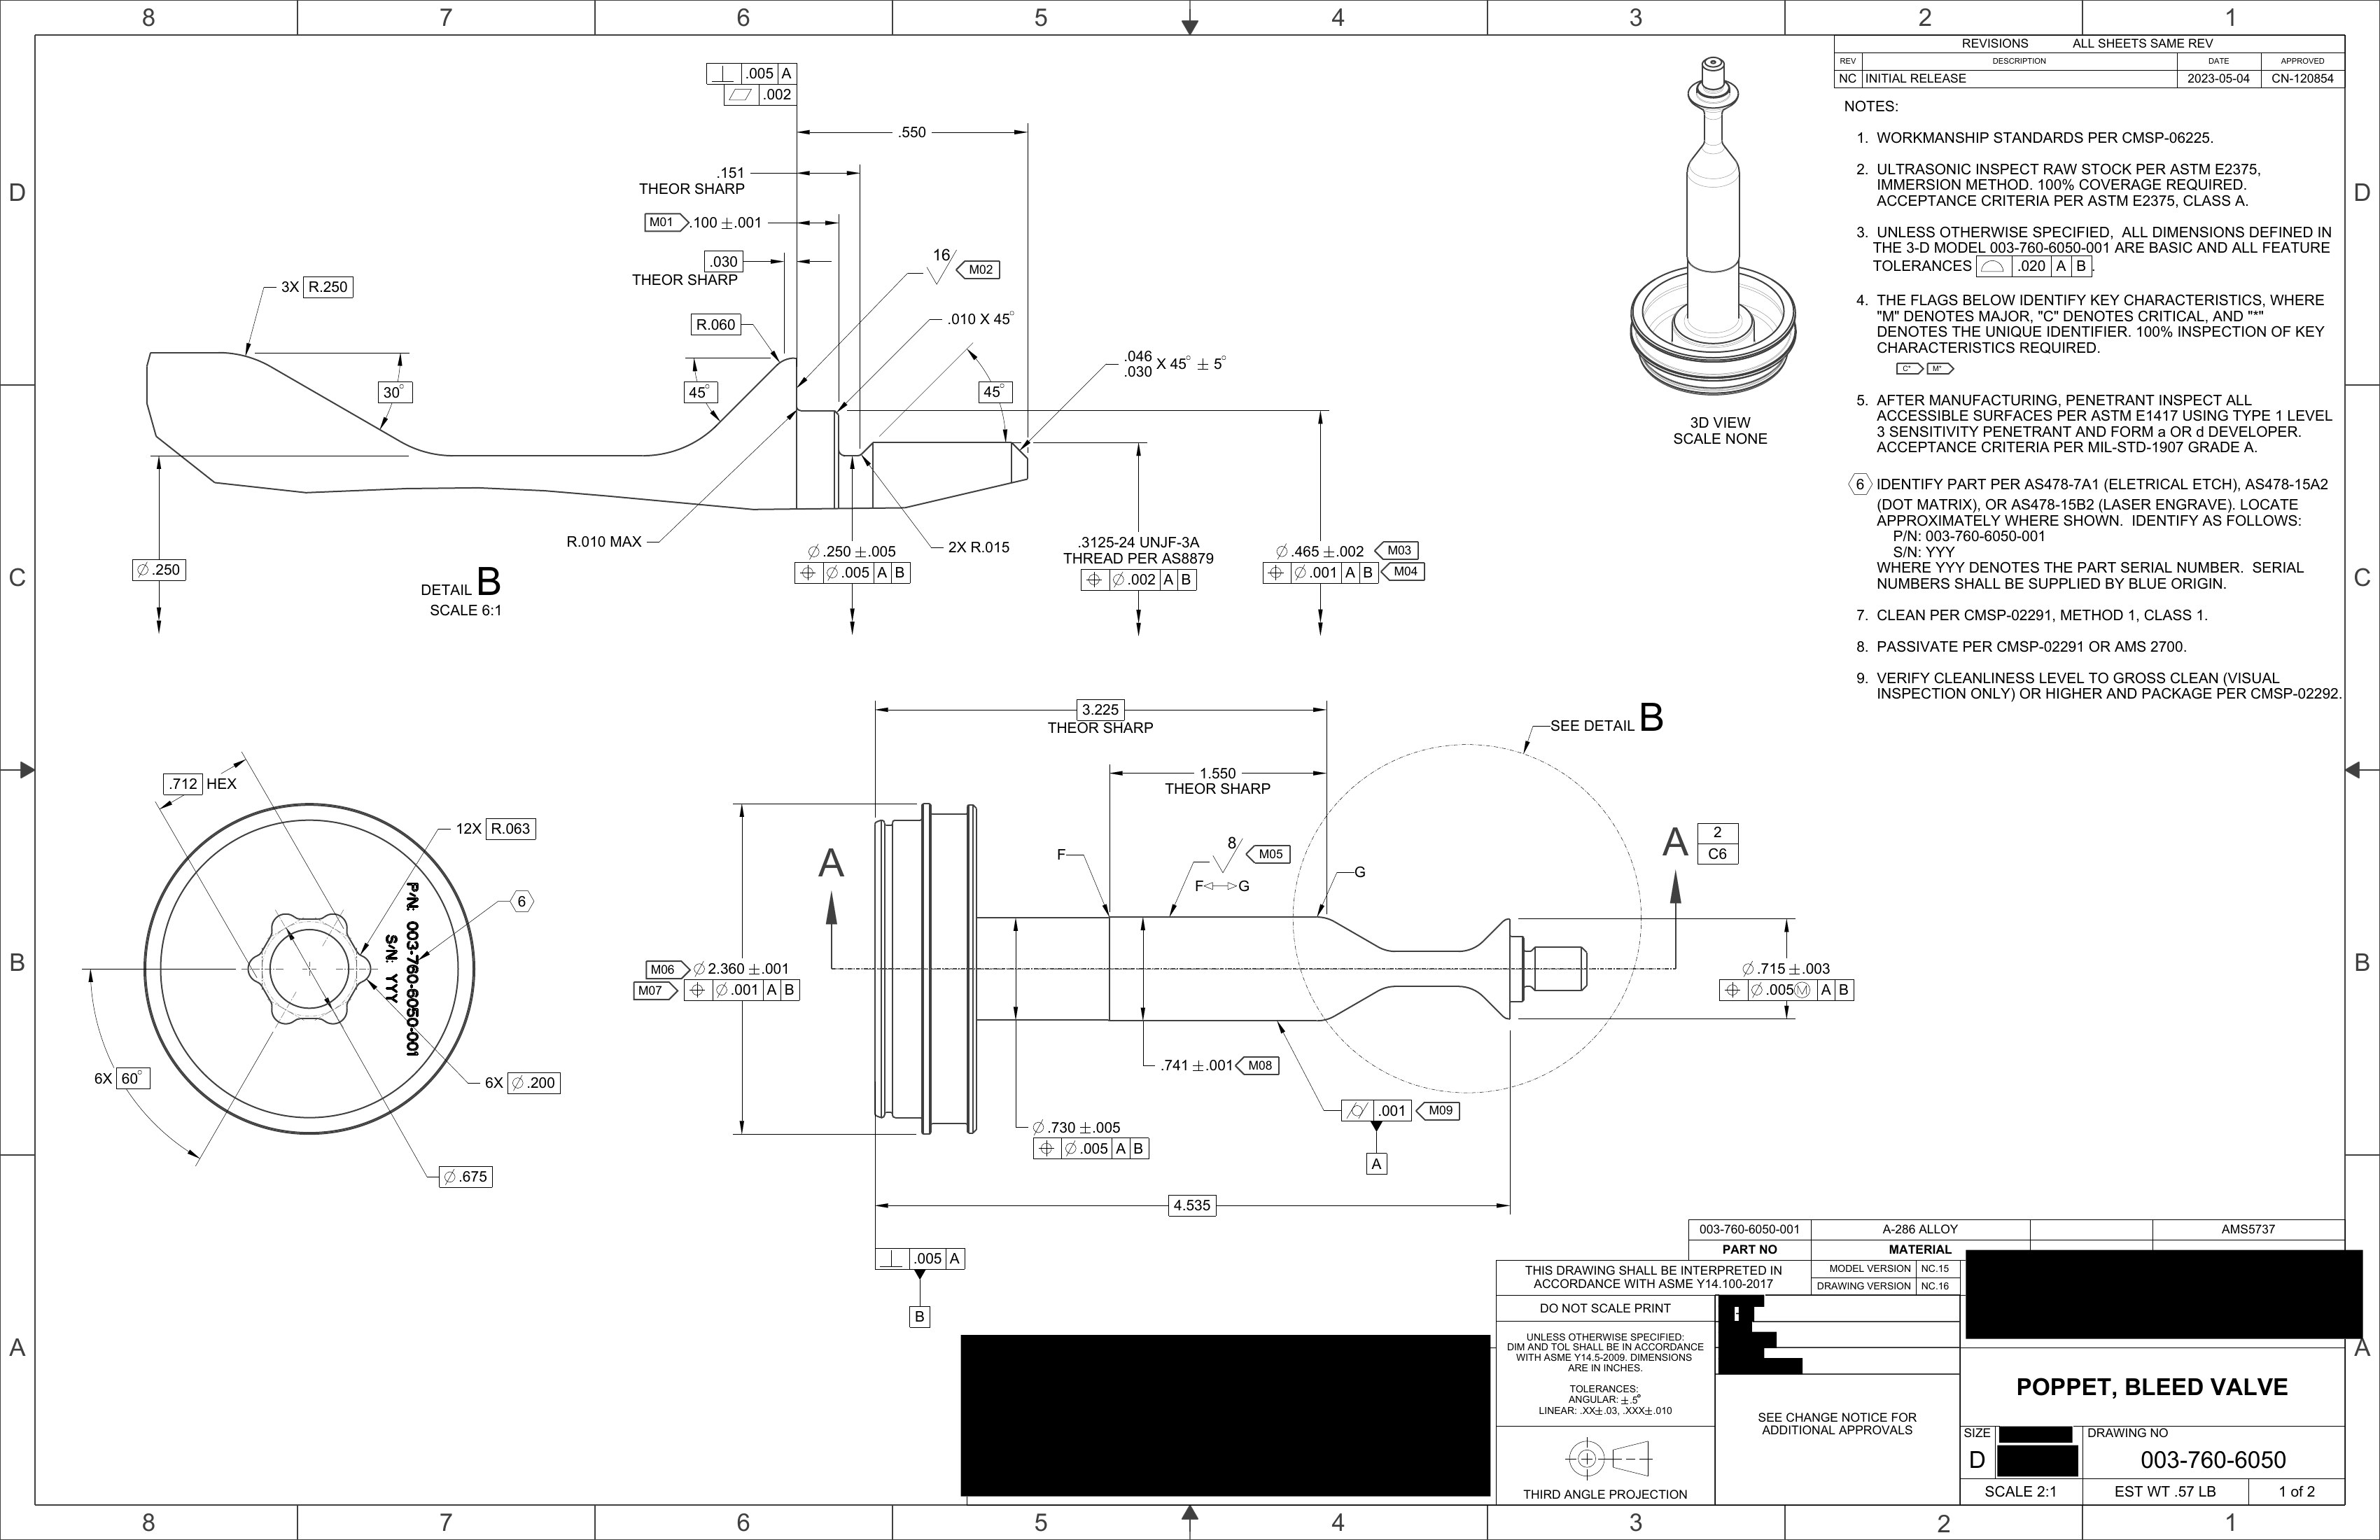 8 7 6 5 4 3 2 1
D
C
B
A
REVISIONS ALL SHEETS SAME REV
REV DESCRIPTION DATE APPROVED
NC INITIAL RELEASE 2023-05-04 CN-120854
NOTES:
1. WORKMANSHIP STANDARDS PER CMSP-06225.
2. ULTRASONIC INSPECT RAW STOCK PER ASTM E2375,
IMMERSION METHOD. 100% COVERAGE REQUIRED.
ACCEPTANCE CRITERIA PER ASTM E2375, CLASS A.
3. UNLESS OTHERWISE SPECIFIED, ALL DIMENSIONS DEFINED IN
THE 3-D MODEL 003-760-6050-001 ARE BASIC AND ALL FEATURE
TOLERANCES ⌓ .020 A B .
4. THE FLAGS BELOW IDENTIFY KEY CHARACTERISTICS, WHERE
"M" DENOTES MAJOR, "C" DENOTES CRITICAL, AND "*"
DENOTES THE UNIQUE IDENTIFIER. 100% INSPECTION OF KEY
CHARACTERISTICS REQUIRED.
C* M*
5. AFTER MANUFACTURING, PENETRANT INSPECT ALL
ACCESSIBLE SURFACES PER ASTM E1417 USING TYPE 1 LEVEL
3 SENSITIVITY PENETRANT AND FORM a OR d DEVELOPER.
ACCEPTANCE CRITERIA PER MIL-STD-1907 GRADE A.
6 IDENTIFY PART PER AS478-7A1 (ELETRICAL ETCH), AS478-15A2
(DOT MATRIX), OR AS478-15B2 (LASER ENGRAVE). LOCATE
APPROXIMATELY WHERE SHOWN. IDENTIFY AS FOLLOWS:
P/N: 003-760-6050-001
S/N: YYY
WHERE YYY DENOTES THE PART SERIAL NUMBER. SERIAL
NUMBERS SHALL BE SUPPLIED BY BLUE ORIGIN.
7. CLEAN PER CMSP-02291, METHOD 1, CLASS 1.
8. PASSIVATE PER CMSP-02291 OR AMS 2700.
9. VERIFY CLEANLINESS LEVEL TO GROSS CLEAN (VISUAL
INSPECTION ONLY) OR HIGHER AND PACKAGE PER CMSP-02292.
⊥ .005 A
⏥ .002
.550
.151
THEOR SHARP
M01 .100 ±.001
.030
THEOR SHARP
16 M02
3X R.250
R.060
.010 X 45°
.046
.030 X 45° ± 5°
30°
45°
45°
R.010 MAX
2X R.015
⌀.250
DETAIL B
SCALE 6:1
⌀.250 ±.005
⌖ ⌀.005 A B
.3125-24 UNJF-3A
THREAD PER AS8879
⌖ ⌀.002 A B
⌀.465 ±.002 M03
⌖ ⌀.001 A B M04
3D VIEW
SCALE NONE
.712 HEX
12X R.063
6
P/N: 003-760-6050-001
S/N: YYY
6X 60°
6X ⌀.200
⌀.675
3.225
THEOR SHARP
1.550
THEOR SHARP
SEE DETAIL B
A
A
2
C6
F
8 M05
F↔G
G
M06 ⌀2.360 ±.001
M07 ⌖ ⌀.001 A B
⌀.715 ±.003
⌖ ⌀.005Ⓜ A B
.741 ±.001 M08
⌭ .001 M09
A
⌀.730 ±.005
⌖ ⌀.005 A B
4.535
⊥ .005 A
B
003-760-6050-001 A-286 ALLOY AMS5737
PART NO MATERIAL
THIS DRAWING SHALL BE INTERPRETED IN
ACCORDANCE WITH ASME Y14.100-2017
MODEL VERSION NC.15
DRAWING VERSION NC.16
DO NOT SCALE PRINT
UNLESS OTHERWISE SPECIFIED:
DIM AND TOL SHALL BE IN ACCORDANCE
WITH ASME Y14.5-2009. DIMENSIONS
ARE IN INCHES.
TOLERANCES:
ANGULAR: ±.5°
LINEAR: .XX±.03, .XXX±.010
THIRD ANGLE PROJECTION
SEE CHANGE NOTICE FOR
ADDITIONAL APPROVALS
POPPET, BLEED VALVE
SIZE
D
DRAWING NO
003-760-6050
SCALE 2:1 EST WT .57 LB 1 of 2
D
C
B
A
8 7 6 5 4 3 2 1